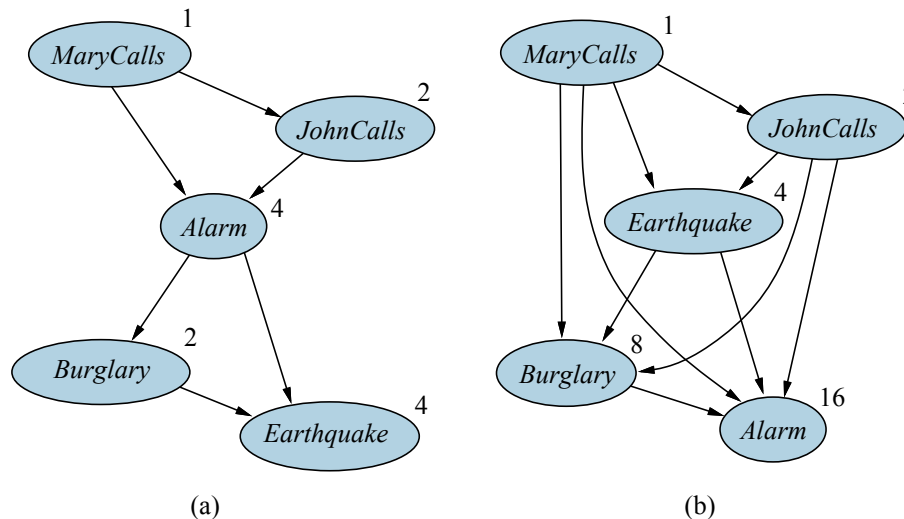 1
MaryCalls
2
JohnCalls
4
Alarm
2
Burglary
4
Earthquake
(a)
1
MaryCalls
JohnCalls
4
Earthquake
8
Burglary
16
Alarm
(b)